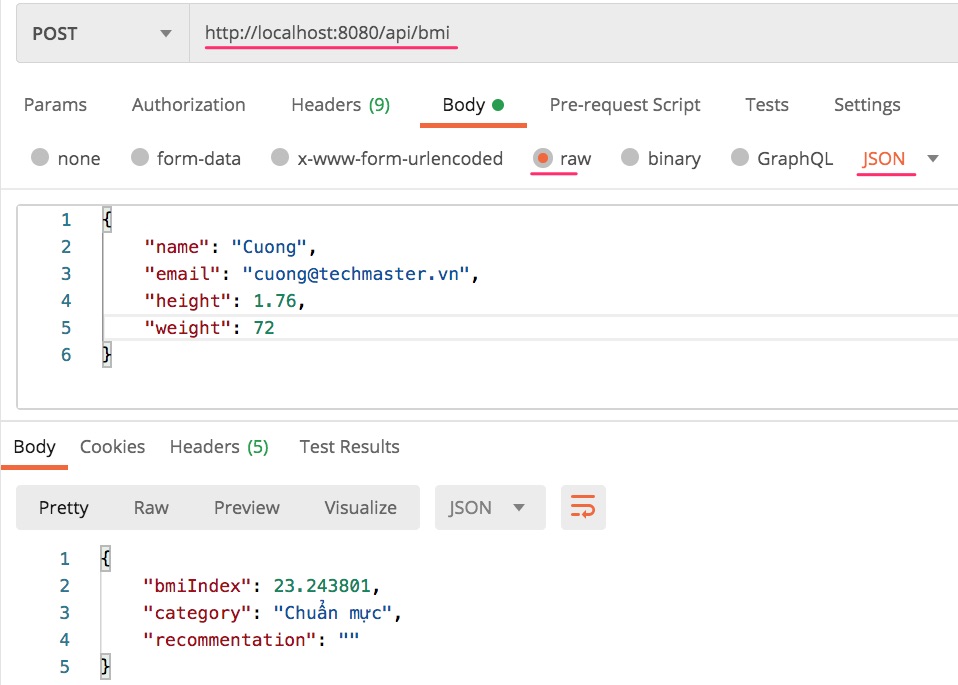 POST http://localhost:8080/api/bmi
Params Authorization Headers (9) Body Pre-request Script Tests Settings
none form-data x-www-form-urlencoded raw binary GraphQL JSON
1 {
2 "name": "Cuong",
3 "email": "cuong@techmaster.vn",
4 "height": 1.76,
5 "weight": 72
6 }
Body Cookies Headers (5) Test Results
Pretty Raw Preview Visualize JSON
1 {
2 "bmiIndex": 23.243801,
3 "category": "Chuẩn mực",
4 "recommentation": ""
5 }